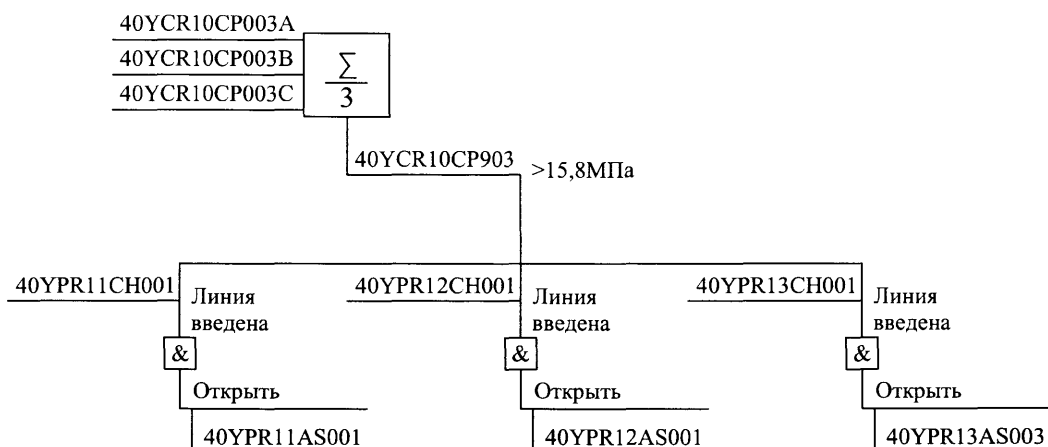 40YCR10CP003A
40YCR10CP003B
40YCR10CP003C
∑
3
40YCR10CP903
>15,8МПа
40YPR11CH001
Линия
введена
40YPR12CH001
Линия
введена
40YPR13CH001
Линия
введена
&
&
&
Открыть
Открыть
Открыть
40YPR11AS001
40YPR12AS001
40YPR13AS003